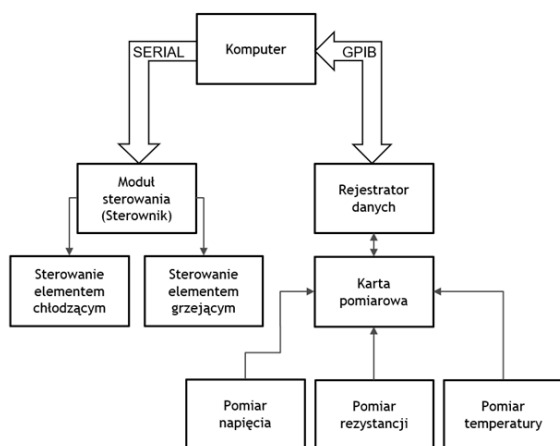 Komputer
SERIAL
GPIB
Moduł
sterowania
(Sterownik)
Rejestrator
danych
Sterowanie
elementem
chłodzącym
Sterowanie
elementem
grzejącym
Karta
pomiarowa
Pomiar
napięcia
Pomiar
rezystancji
Pomiar
temperatury